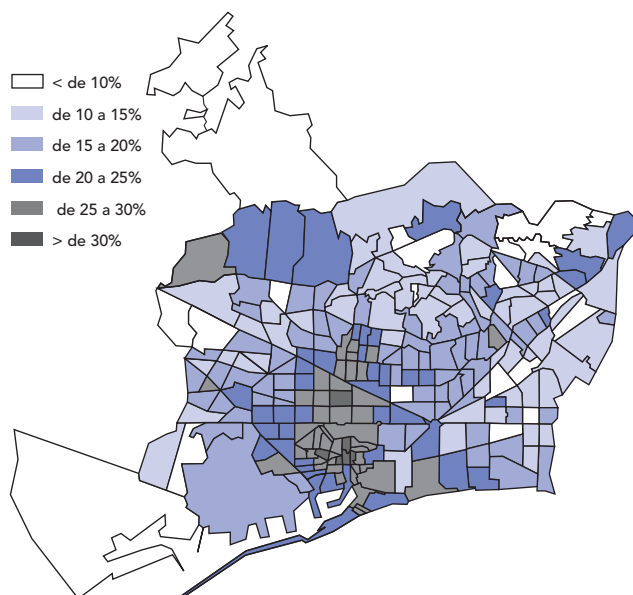 < de 10%
de 10 a 15%
de 15 a 20%
de 20 a 25%
de 25 a 30%
> de 30%